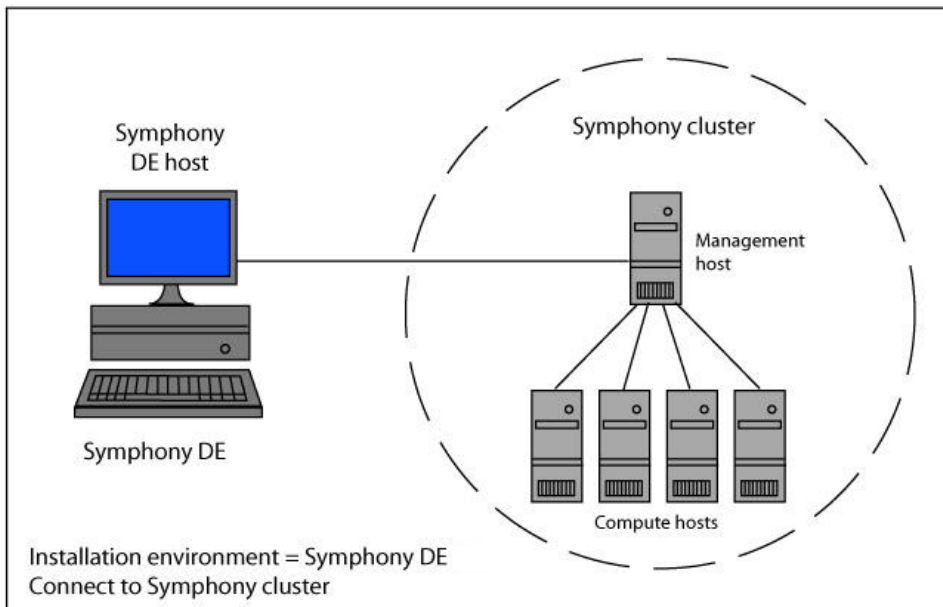 Symphony
DE host
Symphony DE
Symphony cluster
Management
host
Compute hosts
Installation environment = Symphony DE
Connect to Symphony cluster